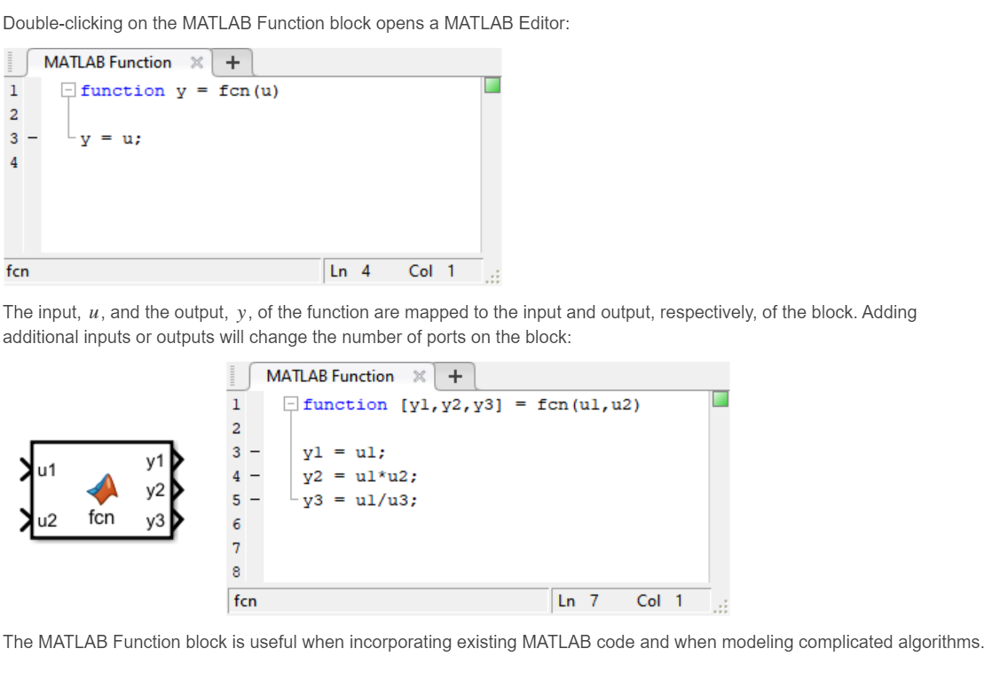 Double-clicking on the MATLAB Function block opens a MATLAB Editor:
MATLAB Function
1 function y = fcn(u)
2
3 y = u;
4
fcn Ln 4 Col 1
The input, u, and the output, y, of the function are mapped to the input and output, respectively, of the block. Adding
additional inputs or outputs will change the number of ports on the block:
MATLAB Function
u1
u2
fcn
y1
y2
y3
1 function [y1,y2,y3] = fcn(u1,u2)
2
3 y1 = u1;
4 y2 = u1*u2;
5 y3 = u1/u3;
6
7
8
fcn Ln 7 Col 1
The MATLAB Function block is useful when incorporating existing MATLAB code and when modeling complicated algorithms.